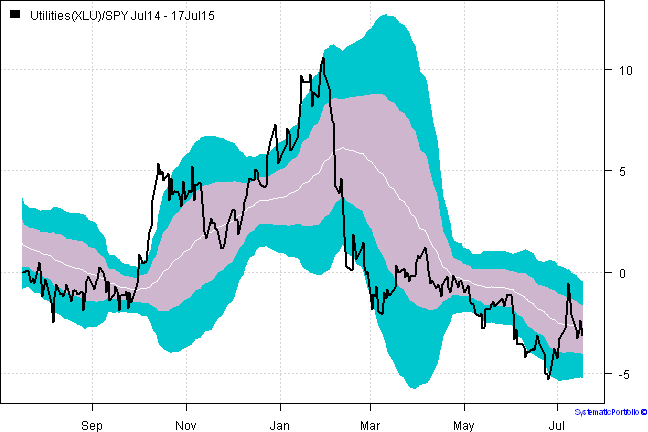 Utilities(XLU)/SPY Jul14 - 17Jul15
10
5
0
-5
Sep Nov Jan Mar May Jul
SystematicPortfolio ©